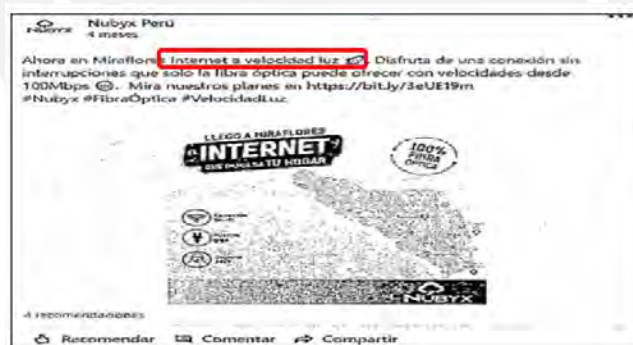 NUBYX
Nubyx Perú
4 meses
Ahora en Miraflores Internet a velocidad luz. Disfruta de una conexión sin
interrupciones que solo la fibra óptica puede ofrecer con velocidades desde
100Mbps. Mira nuestros planes en https://bit.ly/3eUE19m
#Nubyx #FibraÓptica #VelocidadLuz
LLEGÓ A MIRAFLORES
INTERNET
QUE IMPULSA TU HOGAR
100%
FIBRA
ÓPTICA
NUBYX
4 recomendaciones
Recomendar Comentar Compartir